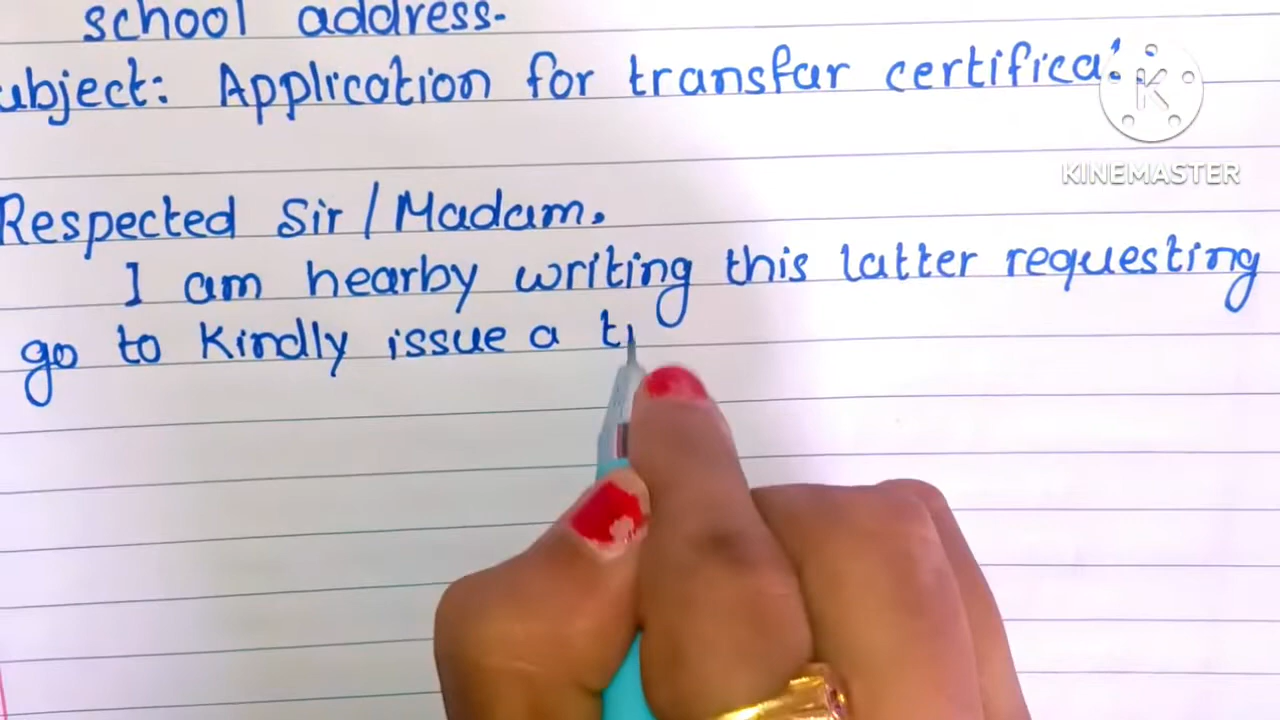 school address-
ubject: Application for transfar certifica
KINEMASTER
Respected Sir / Madam.
I am hearby writing this latter requesting
go to Kindly issue a